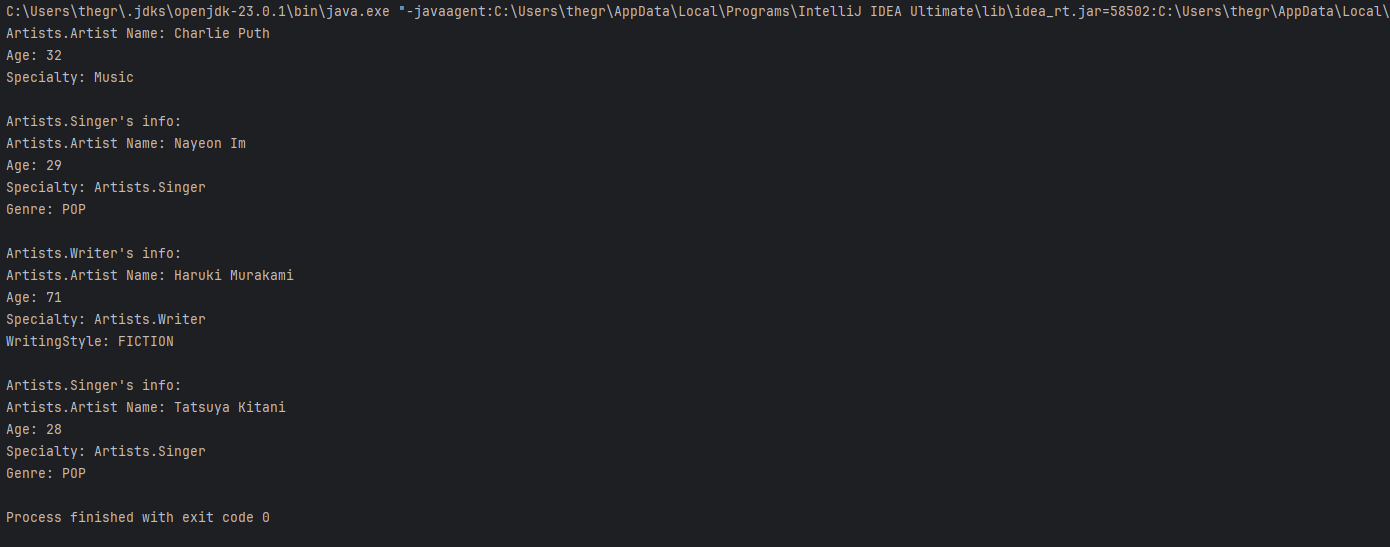 C:\Users\thegr\.jdks\openjdk-23.0.1\bin\java.exe "-javaagent:C:\Users\thegr\AppData\Local\Programs\IntelliJ IDEA Ultimate\lib\idea_rt.jar=58502:C:\Users\thegr\AppData\Local\
Artists.Artist Name: Charlie Puth
Age: 32
Specialty: Music
Artists.Singer's info:
Artists.Artist Name: Nayeon Im
Age: 29
Specialty: Artists.Singer
Genre: POP
Artists.Writer's info:
Artists.Artist Name: Haruki Murakami
Age: 71
Specialty: Artists.Writer
WritingStyle: FICTION
Artists.Singer's info:
Artists.Artist Name: Tatsuya Kitani
Age: 28
Specialty: Artists.Singer
Genre: POP
Process finished with exit code 0